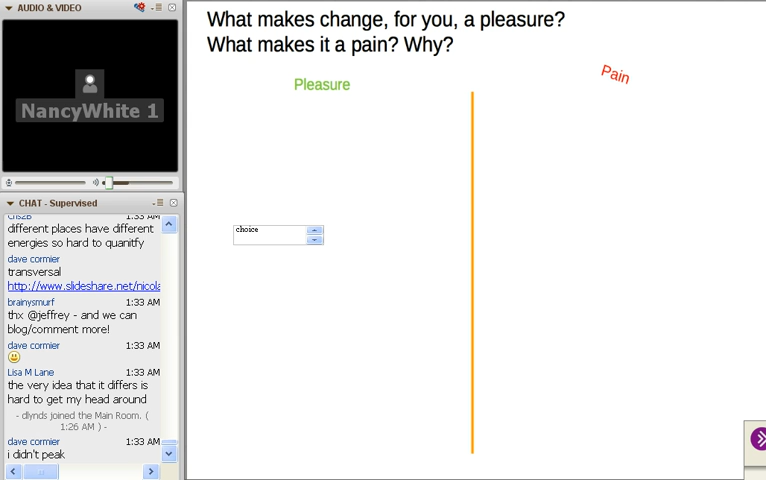 AUDIO & VIDEO
NancyWhite 1
CHAT - Supervised
1:33 AM
different places have different
energies so hard to quanitfy
dave cormier 1:33 AM
transversal
http://www.slideshare.net/nicola
brainysmurf 1:33 AM
thx @jeffrey - and we can
blog/comment more!
dave cormier 1:33 AM
Lisa M Lane 1:33 AM
the very idea that it differs is
hard to get my head around
- dlynds joined the Main Room. (
1:26 AM ) -
dave cormier 1:33 AM
i didn't peak
What makes change, for you, a pleasure?
What makes it a pain? Why?
Pleasure
Pain
choice